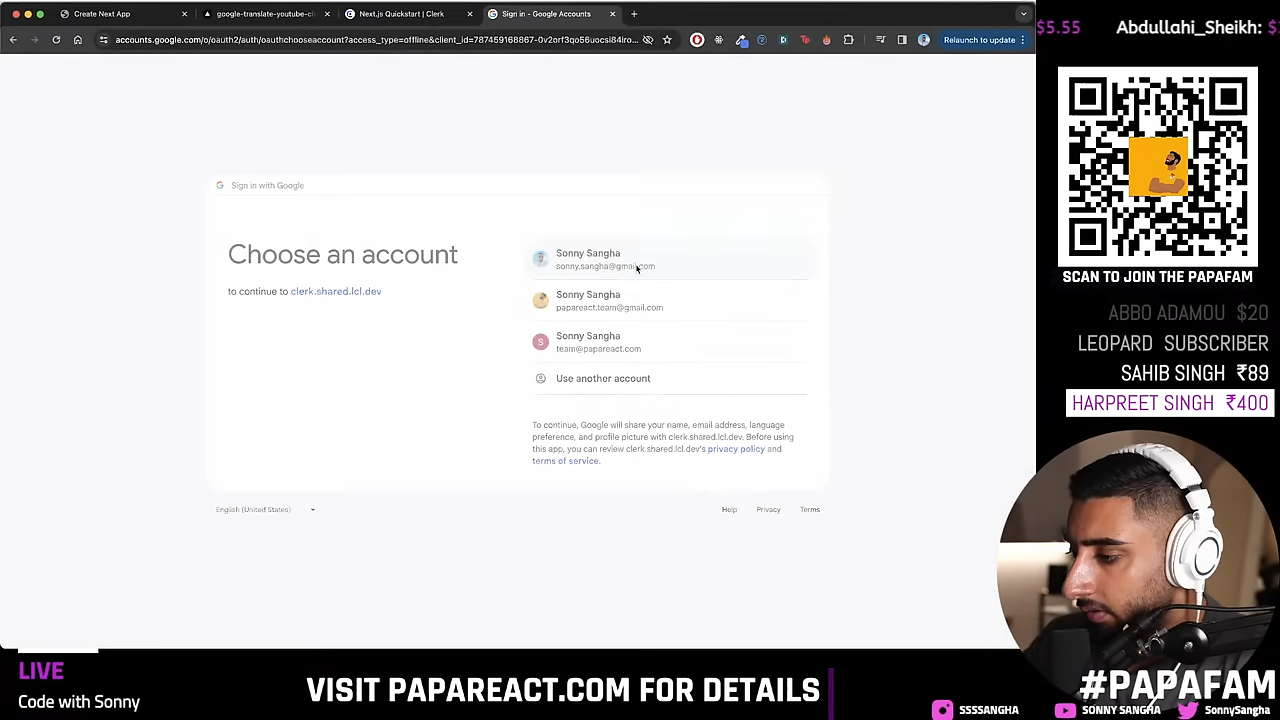 Create Next App
google-translate-youtube-cl
Next.js Quickstart | Clerk
Sign in - Google Accounts
accounts.google.com/o/oauth2/auth/oauthchooseaccount?access_type=offline&client_id=787459168867-0v2orf3qo56uocsi84iro...
Relaunch to update
$5.55 Abdullahi_Sheikh: $
Sign in with Google
Choose an account
to continue to clerk.shared.lcl.dev
Sonny Sangha
sonny.sangha@gmail.com
Sonny Sangha
papareact.team@gmail.com
S
Sonny Sangha
team@papareact.com
Use another account
To continue, Google will share your name, email address, language
preference, and profile picture with clerk.shared.lcl.dev. Before using
this app, you can review clerk.shared.lcl.dev's privacy policy and
terms of service.
English (United States)
Help
Privacy
Terms
SCAN TO JOIN THE PAPAFAM
ABBO ADAMOU $20
LEOPARD SUBSCRIBER
SAHIB SINGH ₹89
HARPREET SINGH ₹400
LIVE
Code with Sonny
VISIT PAPAREACT.COM FOR DETAILS
#PAPAFAM
SSSSANGHA
SONNY SANGHA
SonnySangha